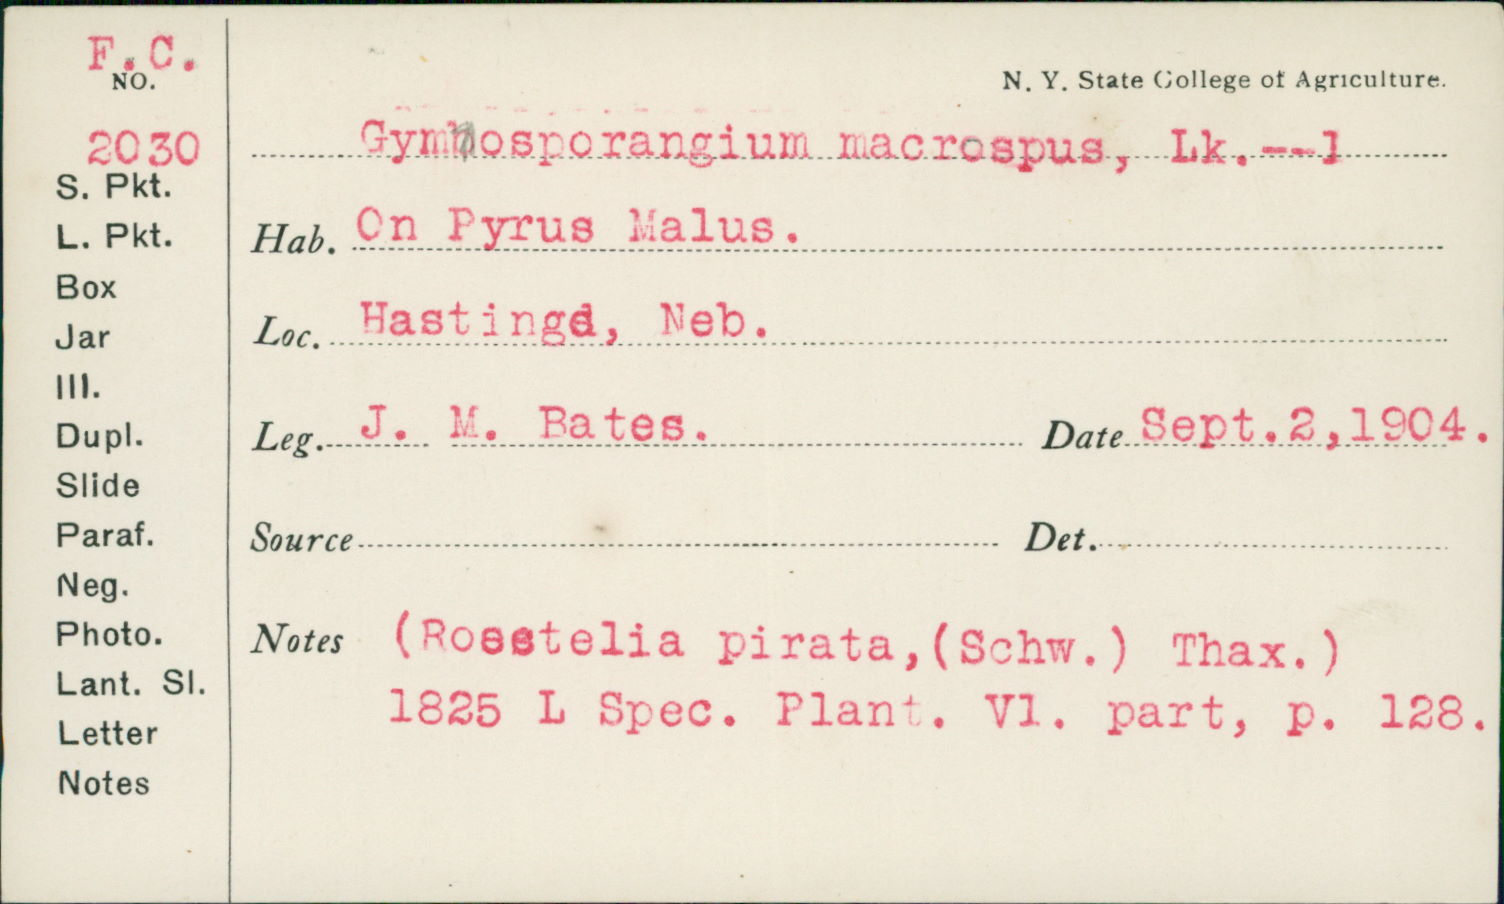 F.C.
NO.
2030
S. Pkt.
L. Pkt.
Box
Jar
Ill.
Dupl.
Slide
Paraf.
Neg.
Photo.
Lant. Sl.
Letter
Notes
N. Y. State College of Agriculture.
Gymnosporangium macrospus, Lk.--1
Hab. On Pyrus Malus.
Loc. Hastings, Neb.
Leg. J. M. Bates. Date Sept.2,1904.
Source Det.
Notes (Roestelia pirata,(Schw.) Thax.)
1825 L Spec. Plant. V1. part, p. 128.